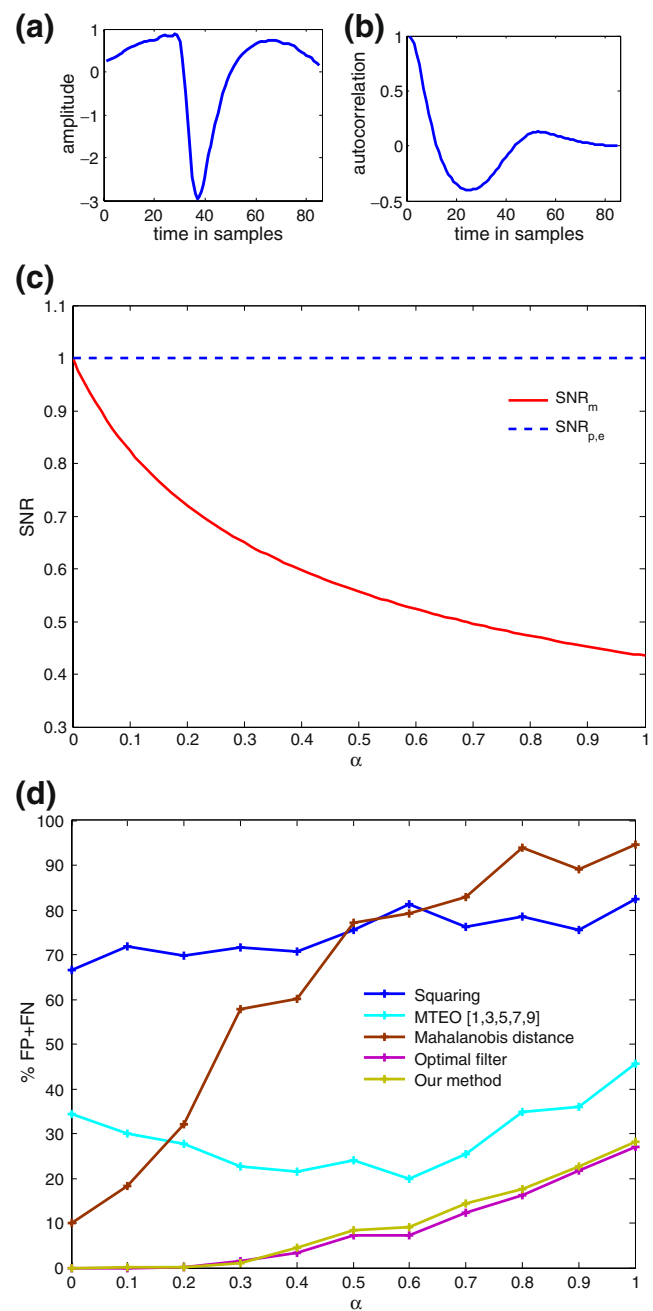 (a)
1
0
−1
−2
−3
amplitude
0 20 40 60 80
time in samples
(b)
1
0.5
0
−0.5
autocorrelation
0 20 40 60 80
time in samples
(c)
1.1
1
0.9
0.8
0.7
0.6
0.5
0.4
0.3
SNR
SNRm
SNRp,e
0 0.1 0.2 0.3 0.4 0.5 0.6 0.7 0.8 0.9 1
α
(d)
100
90
80
70
60
50
40
30
20
10
0
% FP+FN
Squaring
MTEO [1,3,5,7,9]
Mahalanobis distance
Optimal filter
Our method
0 0.1 0.2 0.3 0.4 0.5 0.6 0.7 0.8 0.9 1
α